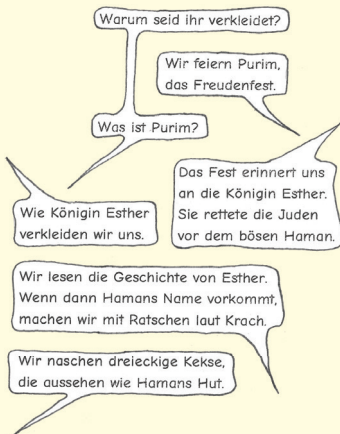 Warum seid ihr verkleidet?
Wir feiern Purim,
das Freudenfest.
Was ist Purim?
Das Fest erinnert uns
an die Königin Esther.
Sie rettete die Juden
vor dem bösen Haman.
Wie Königin Esther
verkleiden wir uns.
Wir lesen die Geschichte von Esther.
Wenn dann Hamans Name vorkommt,
machen wir mit Ratschen laut Krach.
Wir naschen dreieckige Kekse,
die aussehen wie Hamans Hut.